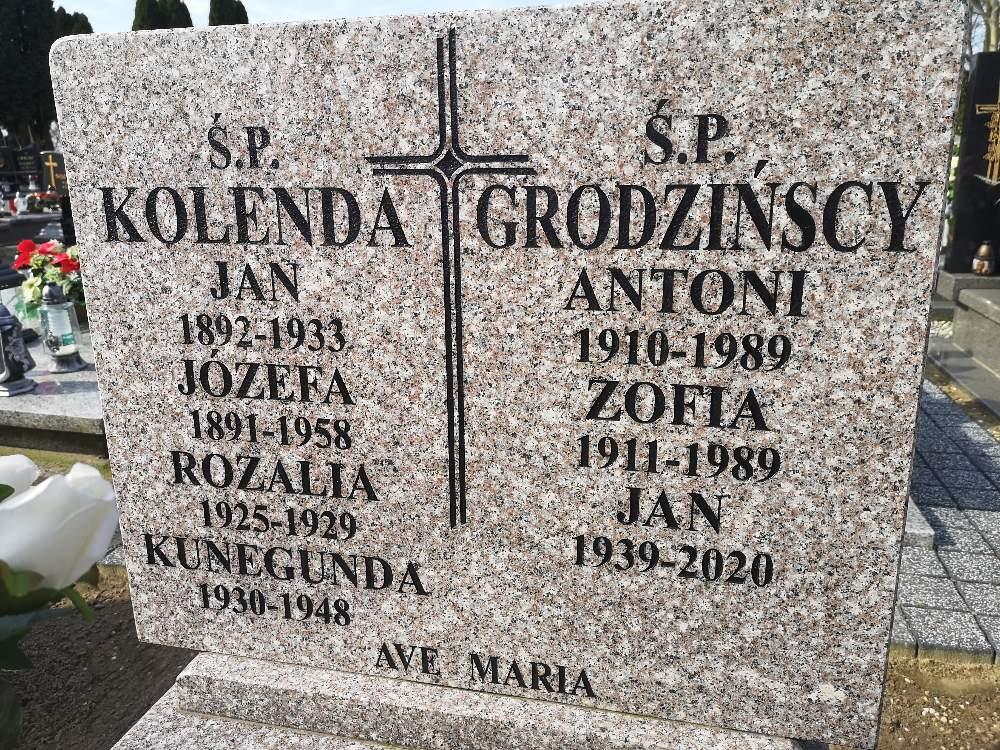 Ś.P.
KOLENDA
JAN
1892-1933
JÓZEFA
1891-1958
ROZALIA
1925-1929
KUNEGUNDA
1930-1948
Ś.P.
GRODZIŃSCY
ANTONI
1910-1989
ZOFIA
1911-1989
JAN
1939-2020
AVE MARIA